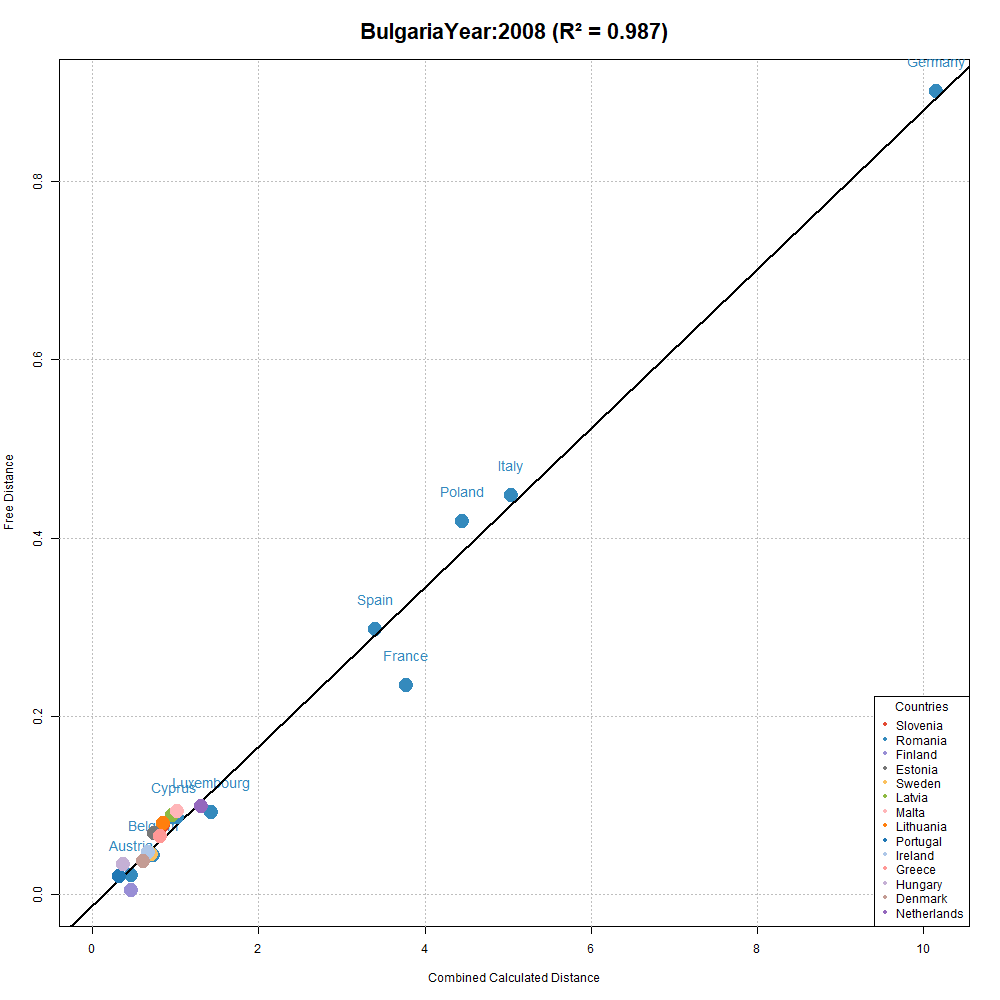 BulgariaYear:2008 (R² = 0.987)
Germany
Italy
Poland
Spain
France
Luxembourg
Cyprus
Belgium
Austria
0.0
0.2
0.4
0.6
0.8
Free Distance
0
2
4
6
8
10
Combined Calculated Distance
Countries
Slovenia
Romania
Finland
Estonia
Sweden
Latvia
Malta
Lithuania
Portugal
Ireland
Greece
Hungary
Denmark
Netherlands